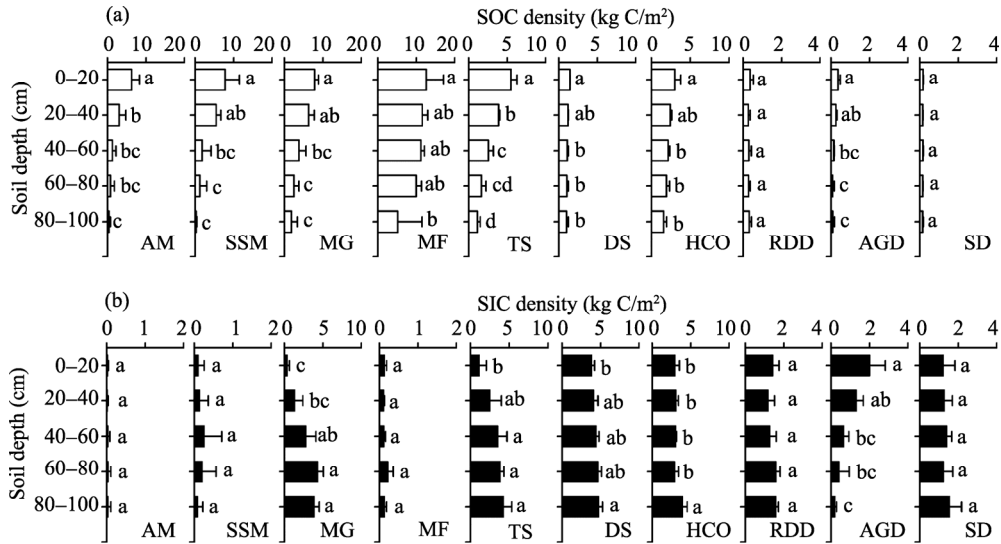 (a) SOC density (kg C/m²)
0 10 20 0 10 20 0 10 20 0 5 10 15 20 0 5 10 0 5 10 0 5 10 0 2 4 0 2 4 0 2 4
Soil depth (cm)
0–20 a a a a a a a a a a
20–40 b ab ab ab b ab ab a ab a
40–60 bc bc bc ab c b b a bc a
60–80 bc c c ab cd b b a c a
80–100 c c c b d b b a c a
AM SSM MG MF TS DS HCO RDD AGD SD
(b) SIC density (kg C/m²)
0 1 2 0 1 2 0 5 10 0 1 2 0 5 10 0 5 10 0 5 10 0 2 4 0 2 4 0 2 4
Soil depth (cm)
0–20 a a c a b b b a a a
20–40 a a bc a ab ab b a ab a
40–60 a a ab a a ab b a bc a
60–80 a a a a a ab b a bc a
80–100 a a a a a a a a c a
AM SSM MG MF TS DS HCO RDD AGD SD